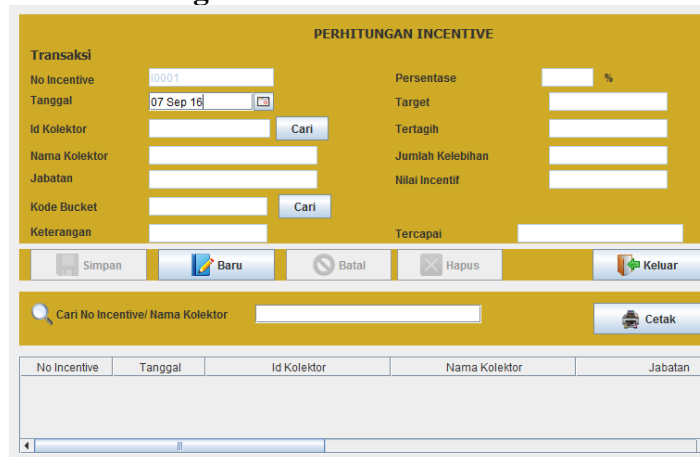 PERHITUNGAN INCENTIVE
Transaksi
No Incentive I0001 Persentase %
Tanggal 07 Sep 16 Target
Id Kolektor Cari Tertagih
Nama Kolektor Jumlah Kelebihan
Jabatan Nilai Incentif
Kode Bucket Cari
Keterangan Tercapai
Simpan Baru Batal Hapus Keluar
Cari No Incentive/ Nama Kolektor Cetak
No Incentive Tanggal Id Kolektor Nama Kolektor Jabatan